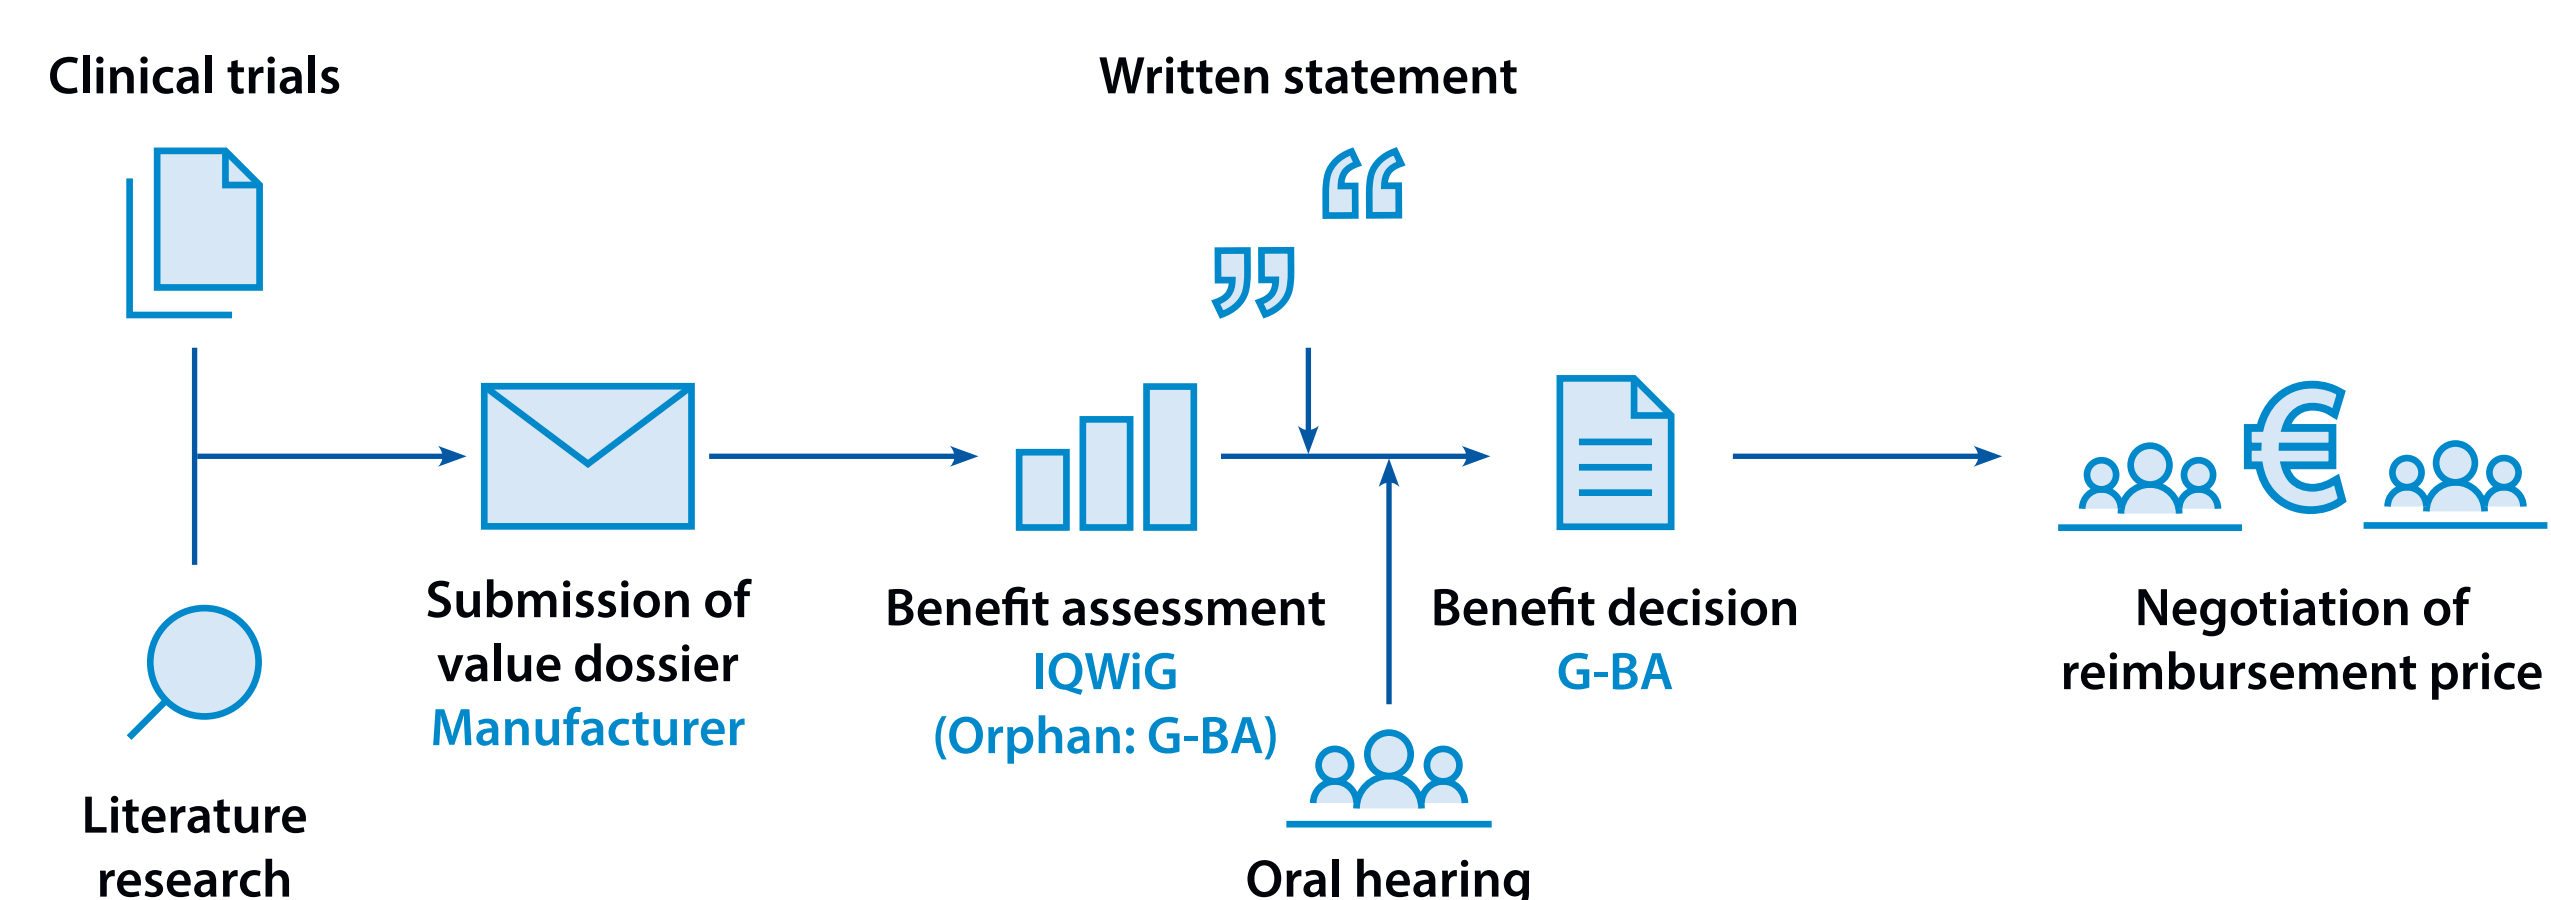 Clinical trials
Literature
research
Submission of
value dossier
Manufacturer
Benefit assessment
IQWiG
(Orphan: G-BA)
Written statement
Oral hearing
Benefit decision
G-BA
€
Negotiation of
reimbursement price